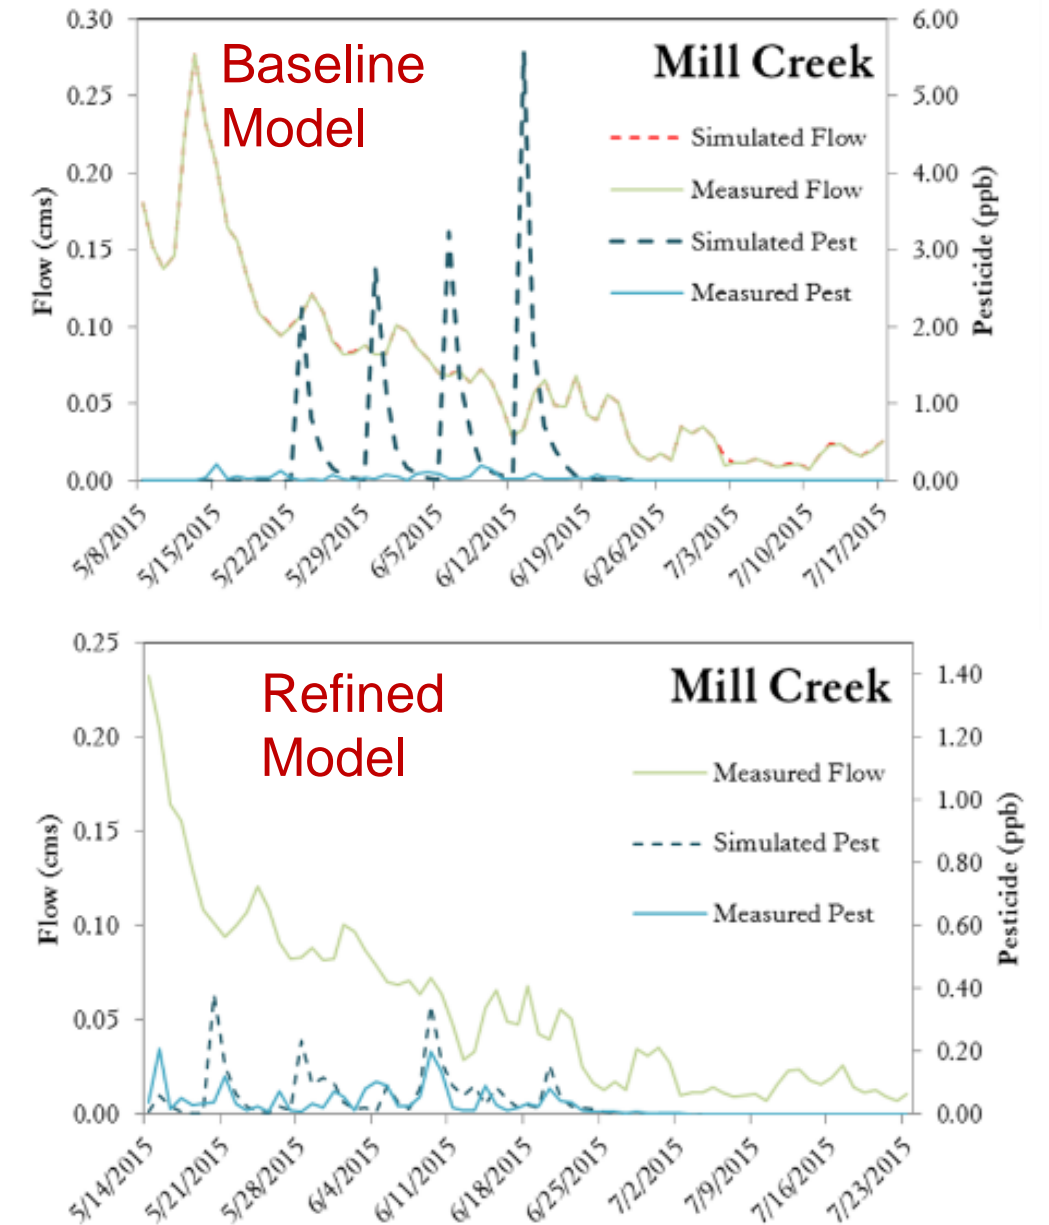 Baseline
Model
Mill Creek
Simulated Flow
Measured Flow
Simulated Pest
Measured Pest
Flow (cms)
0.30
0.25
0.20
0.15
0.10
0.05
0.00
Pesticide (ppb)
6.00
5.00
4.00
3.00
2.00
1.00
0.00
5/8/2015
5/15/2015
5/22/2015
5/29/2015
6/5/2015
6/12/2015
6/19/2015
6/26/2015
7/3/2015
7/10/2015
7/17/2015
Refined
Model
Mill Creek
Measured Flow
Simulated Pest
Measured Pest
Flow (cms)
0.25
0.20
0.15
0.10
0.05
0.00
Pesticide (ppb)
1.40
1.20
1.00
0.80
0.60
0.40
0.20
0.00
5/14/2015
5/21/2015
5/28/2015
6/4/2015
6/11/2015
6/18/2015
6/25/2015
7/2/2015
7/9/2015
7/16/2015
7/23/2015